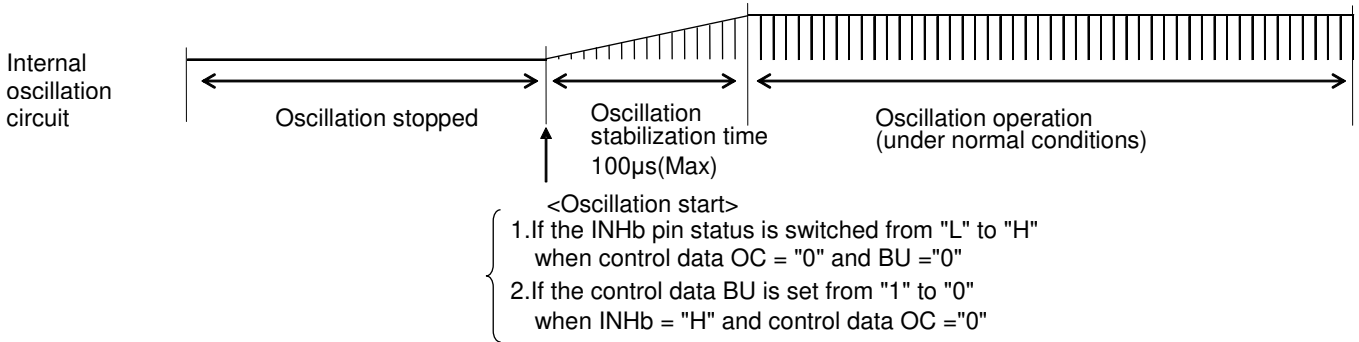 Internal
oscillation
circuit
Oscillation stopped
Oscillation
stabilization time
100µs(Max)
Oscillation operation
(under normal conditions)
<Oscillation start>
1.If the INHb pin status is switched from "L" to "H"
when control data OC = "0" and BU ="0"
2.If the control data BU is set from "1" to "0"
when INHb = "H" and control data OC ="0"